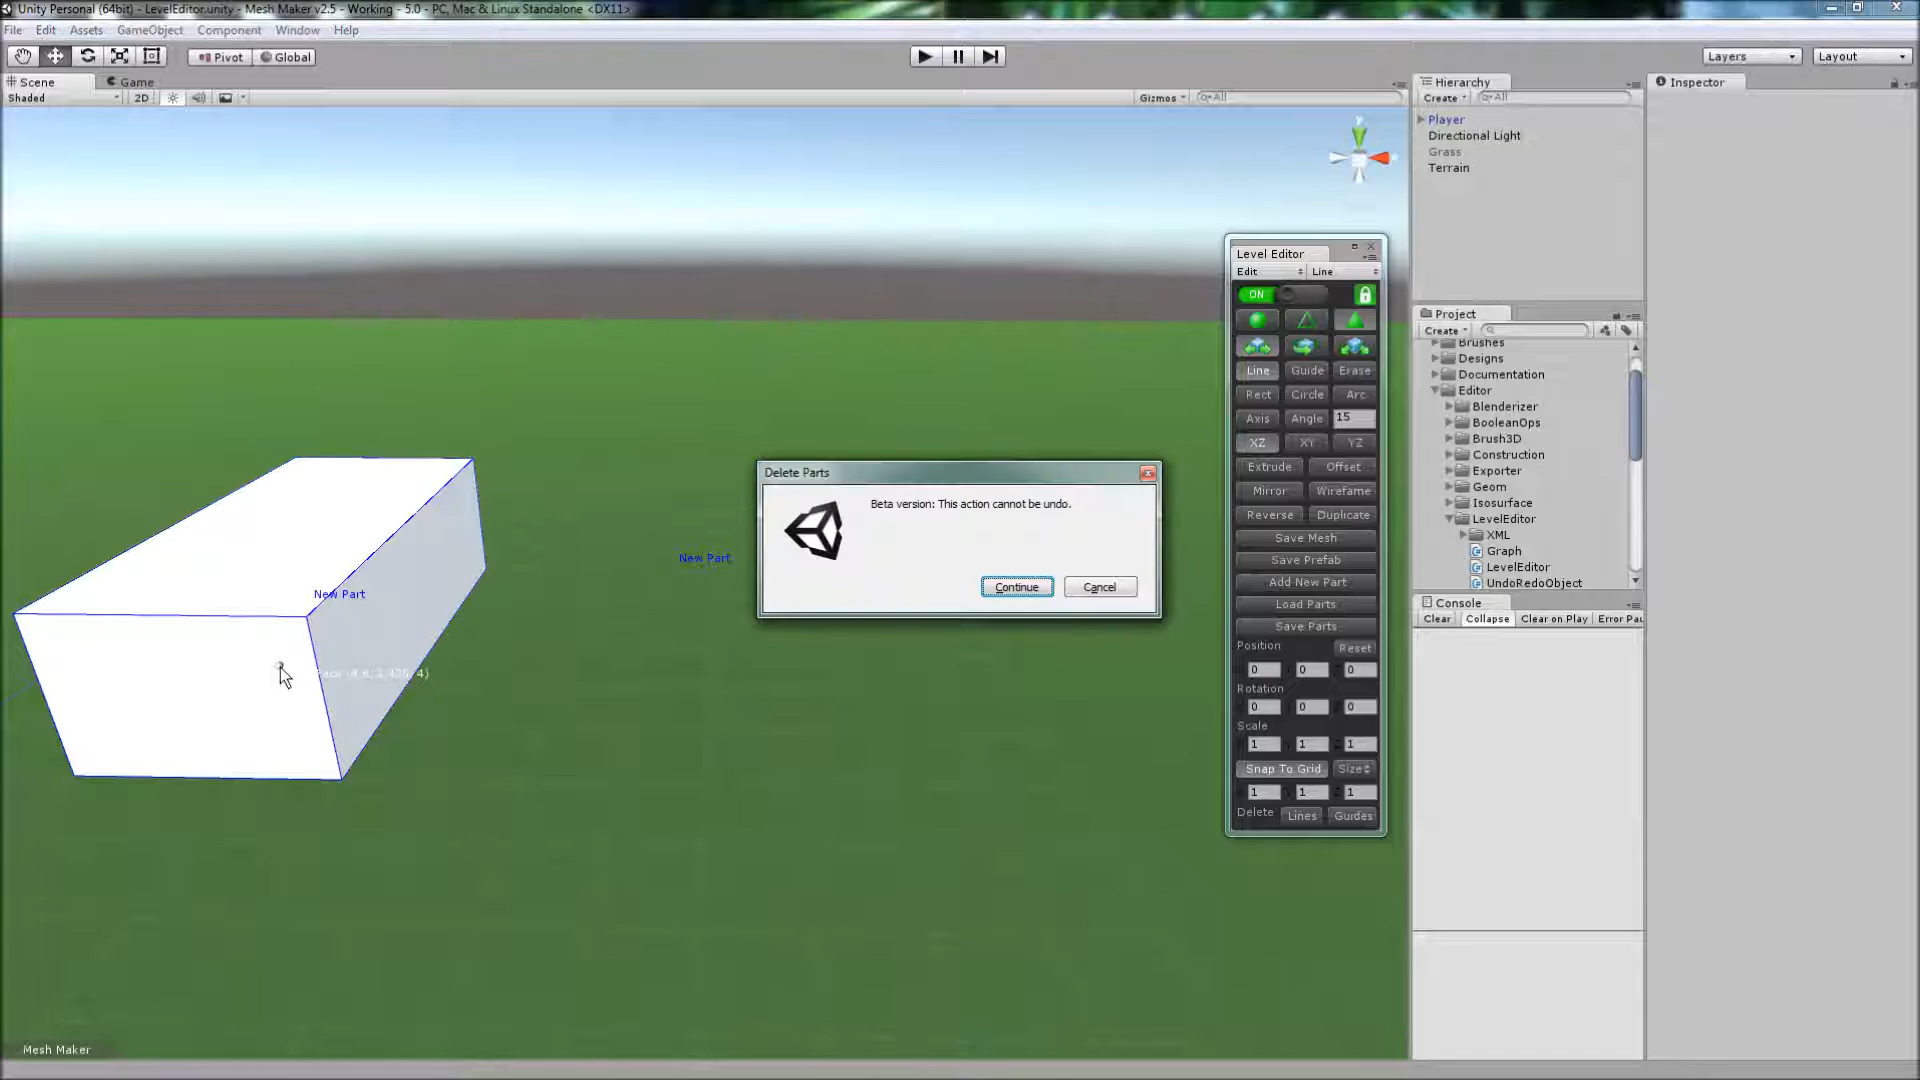 Unity Personal (64bit) - LevelEditor.unity - Mesh Maker v2.5 - Working - 5.0 - PC, Mac & Linux Standalone <DX11>
File Edit Assets GameObject Component Window Help
Pivot Global
Layers Layout
Scene Game
Shaded 2D
Gizmos All
Hierarchy
Create All
Player
Directional Light
Grass
Terrain
Inspector
Level Editor
Edit Line
ON
Line Guide Erase
Rect Circle Arc
Axis Angle 15
XZ XY YZ
Extrude Offset
Mirror Wirefame
Reverse Duplicate
Save Mesh
Save Prefab
Add New Part
Load Parts
Save Parts
Position Reset
0 0 0
Rotation
0 0 0
Scale
1 1 1
Snap To Grid Size
1 1 1
Delete Lines Guides
Project
Create
Brushes
Designs
Documentation
Editor
Blenderizer
BooleanOps
Brush3D
Construction
Exporter
Geom
Isosurface
LevelEditor
XML
Graph
LevelEditor
UndoRedoObject
Console
Clear Collapse Clear on Play Error Pau
Delete Parts
Beta version: This action cannot be undo.
Continue Cancel
New Part
New Part
Mesh Maker